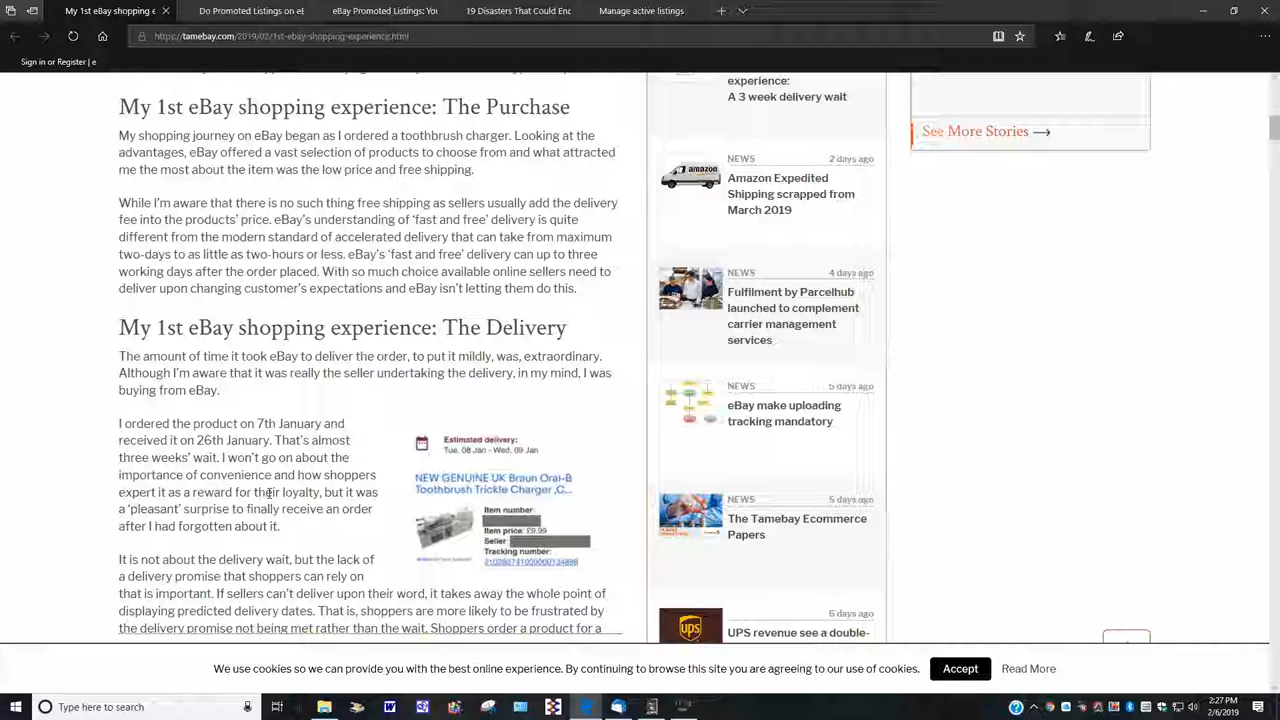 My 1st eBay shopping experience
Do Promoted Listings on eB
eBay Promoted Listings: You
19 Disasters That Could End
Manage active listings
https://tamebay.com/2019/02/1st-ebay-shopping-experience.html
Sign in or Register | e
My 1st eBay shopping experience: The Purchase
My shopping journey on eBay began as I ordered a toothbrush charger. Looking at the
advantages, eBay offered a vast selection of products to choose from and what attracted
me the most about the item was the low price and free shipping.
While I'm aware that there is no such thing free shipping as sellers usually add the delivery
fee into the products' price. eBay's understanding of 'fast and free' delivery is quite
different from the modern standard of accelerated delivery that can take from maximum
two-days to as little as two-hours or less. eBay's 'fast and free' delivery can up to three
working days after the order placed. With so much choice available online sellers need to
deliver upon changing customer's expectations and eBay isn't letting them do this.
My 1st eBay shopping experience: The Delivery
The amount of time it took eBay to deliver the order, to put it mildly, was, extraordinary.
Although I'm aware that it was really the seller undertaking the delivery, in my mind, I was
buying from eBay.
I ordered the product on 7th January and
received it on 26th January. That's almost
three weeks' wait. I won't go on about the
importance of convenience and how shoppers
expert it as a reward for their loyalty, but it was
a 'pleasant' surprise to finally receive an order
after I had forgotten about it.
Estimated delivery:
Tue, 08 Jan - Wed, 09 Jan
NEW GENUINE UK Braun Oral-B
Toothbrush Trickle Charger ,C...
Item number
Item price: £9.99
Seller:
Tracking number:
It is not about the delivery wait, but the lack of
a delivery promise that shoppers can rely on
that is important. If sellers can't deliver upon their word, it takes away the whole point of
displaying predicted delivery dates. That is, shoppers are more likely to be frustrated by
the delivery promise not being met rather than the wait. Shoppers order a product for a
experience:
A 3 week delivery wait
NEWS 2 days ago
amazon
Amazon Expedited
Shipping scrapped from
March 2019
NEWS 4 days ago
Fulfilment by Parcelhub
launched to complement
carrier management
services
NEWS 5 days ago
eBay make uploading
tracking mandatory
NEWS 5 days ago
The Tamebay Ecommerce
Papers
6 days ago
ups
UPS revenue see a double-
See More Stories
We use cookies so we can provide you with the best online experience. By continuing to browse this site you are agreeing to our use of cookies.
Accept
Read More
Type here to search
2:27 PM
2/6/2019